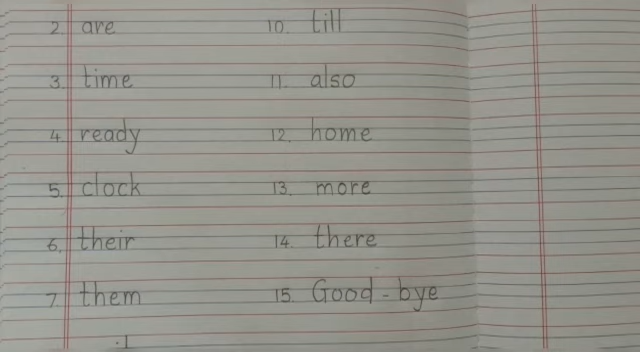 2. are
3. time
4. ready
5. clock
6. their
7. them
10. till
11. also
12. home
13. more
14. there
15. Good-bye